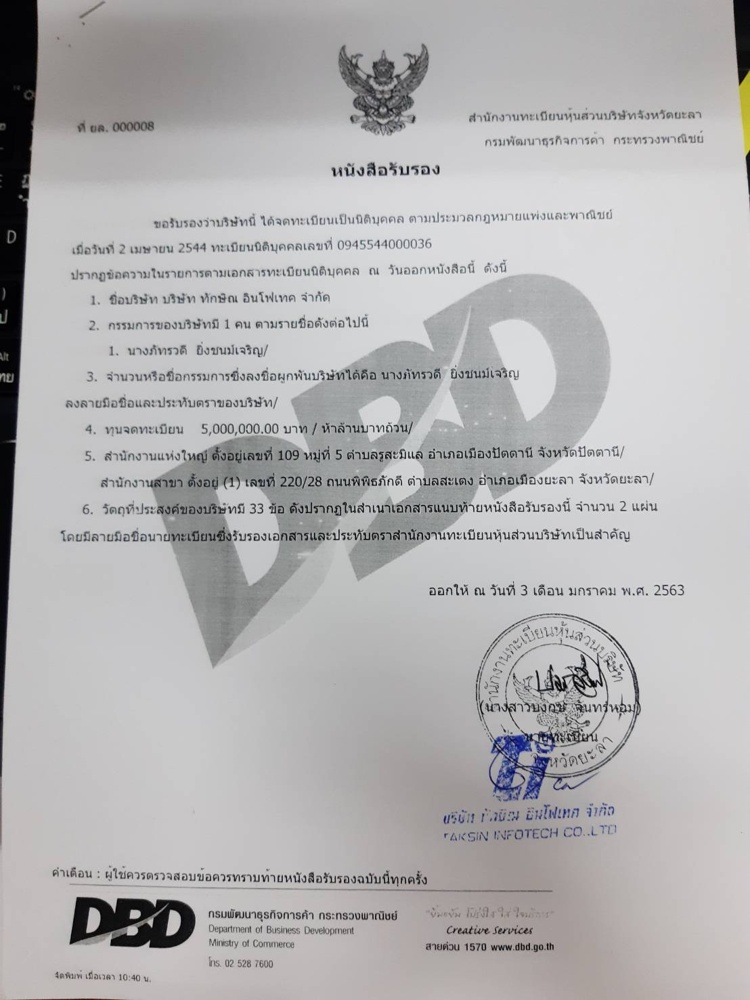 ที่ ยล. 000008
สำนักงานทะเบียนหุ้นส่วนบริษัทจังหวัดยะลา
กรมพัฒนาธุรกิจการค้า กระทรวงพาณิชย์
หนังสือรับรอง
ขอรับรองว่าบริษัทนี้ ได้จดทะเบียนเป็นนิติบุคคล ตามประมวลกฎหมายแพ่งและพาณิชย์
เมื่อวันที่ 2 เมษายน 2544 ทะเบียนนิติบุคคลเลขที่ 0945544000036
ปรากฏข้อความในรายการตามเอกสารทะเบียนนิติบุคคล ณ วันออกหนังสือนี้ ดังนี้
1. ชื่อบริษัท บริษัท ทักษิณ อินโฟเทค จำกัด
2. กรรมการของบริษัทมี 1 คน ตามรายชื่อดังต่อไปนี้
1. นางภัทรวดี ยิ่งชนม์เจริญ/
3. จำนวนหรือชื่อกรรมการซึ่งลงชื่อผูกพันบริษัทได้คือ นางภัทรวดี ยิ่งชนม์เจริญ
ลงลายมือชื่อและประทับตราของบริษัท/
4. ทุนจดทะเบียน 5,000,000.00 บาท / ห้าล้านบาทถ้วน/
5. สำนักงานแห่งใหญ่ ตั้งอยู่เลขที่ 109 หมู่ที่ 5 ตำบลรูสะมิแล อำเภอเมืองปัตตานี จังหวัดปัตตานี/
สำนักงานสาขา ตั้งอยู่ (1) เลขที่ 220/28 ถนนพิพิธภักดี ตำบลสะเตง อำเภอเมืองยะลา จังหวัดยะลา/
6. วัตถุที่ประสงค์ของบริษัทมี 33 ข้อ ดังปรากฏในสำเนาเอกสารแนบท้ายหนังสือรับรองนี้ จำนวน 2 แผ่น
โดยมีลายมือชื่อนายทะเบียนซึ่งรับรองเอกสารและประทับตราสำนักงานทะเบียนหุ้นส่วนบริษัทเป็นสำคัญ
DBD
ออกให้ ณ วันที่ 3 เดือน มกราคม พ.ศ. 2563
สำนักงานทะเบียนหุ้นส่วนบริษัท
(นางสาวบงกช จันทร์หอม)
นายทะเบียน
จังหวัดยะลา
Ti
บริษัท ทักษิณ อินโฟเทค จำกัด
TAKSIN INFOTECH CO.,LTD
คำเตือน : ผู้ใช้ควรตรวจสอบข้อควรทราบท้ายหนังสือรับรองฉบับนี้ทุกครั้ง
DBD
กรมพัฒนาธุรกิจการค้า กระทรวงพาณิชย์
Department of Business Development
Ministry of Commerce
โทร. 02 528 7600
"ยิ้มแย้ม โปร่งใส ใส่ใจบริการ"
Creative Services
สายด่วน 1570 www.dbd.go.th
จัดพิมพ์ เมื่อเวลา 10:40 น.